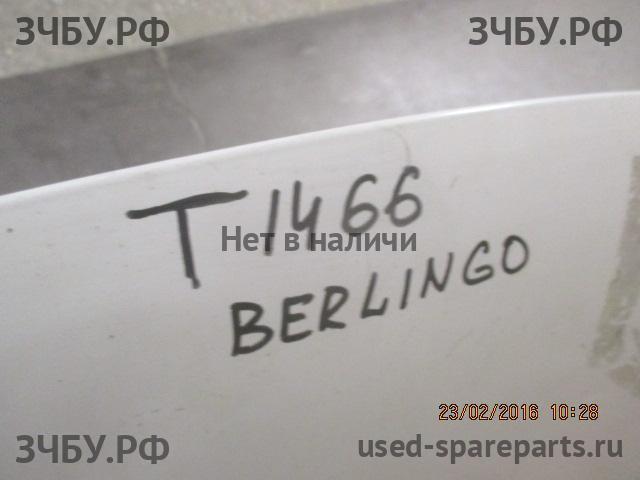 ЗЧБУ.РФ
ЗЧБУ.РФ
T 1466
Нет в наличи
BERLINGO
23/02/2016 10:28
ЗЧБУ.РФ
used-spareparts.ru